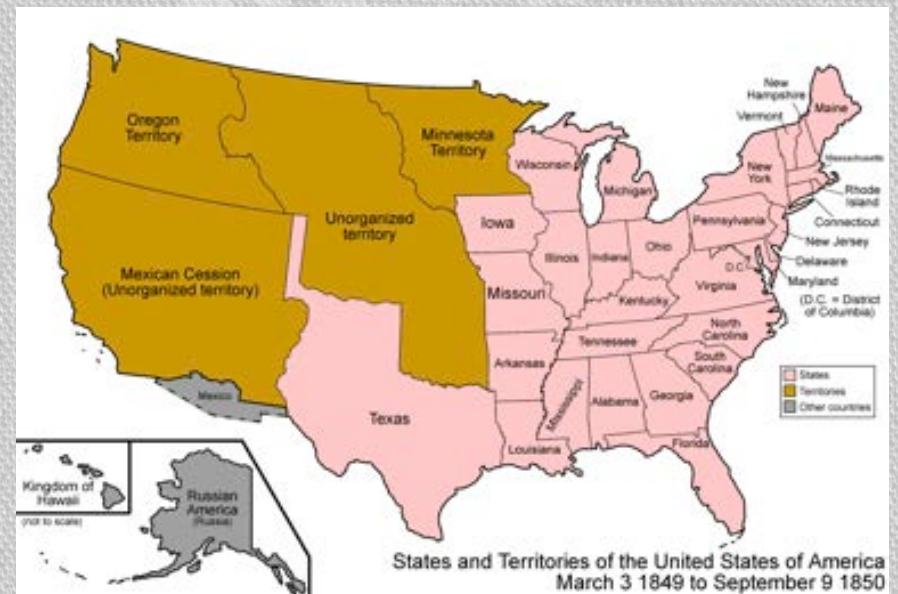 Oregon
Territory
Minnesota
Territory
Unorganized
territory
Mexican Cession
(Unorganized territory)
Mexico
Texas
Wisconsin
Michigan
Iowa
Illinois
Indiana
Ohio
Missouri
Kentucky
Arkansas
Tennessee
Mississippi
Alabama
Georgia
Louisiana
Florida
South
Carolina
North
Carolina
Virginia
D.C.
Pennsylvania
New
York
New
Hampshire
Vermont
Maine
Massachusetts
Rhode
Island
Connecticut
New Jersey
Delaware
Maryland
(D.C. = District
of Columbia)
States
Territories
Other countries
Kingdom of
Hawaii
(not to scale)
Russian
America
(Russia)
States and Territories of the United States of America
March 3 1849 to September 9 1850